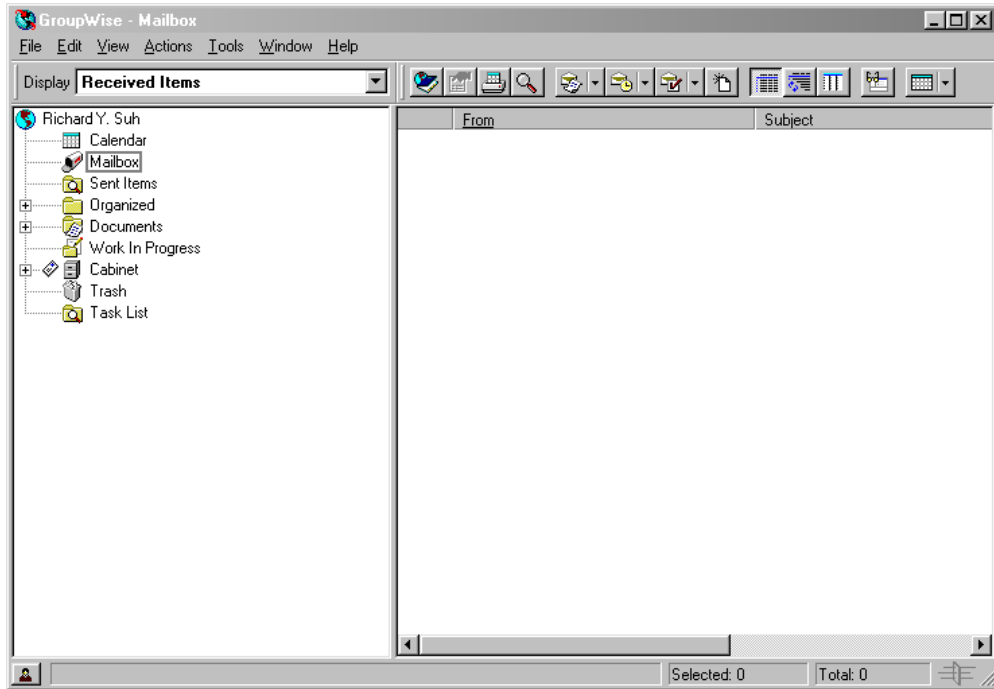 GroupWise - Mailbox
File Edit View Actions Tools Window Help
Display Received Items
Richard Y. Suh
From Subject
Calendar
Mailbox
Sent Items
Organized
Documents
Work In Progress
Cabinet
Trash
Task List
Selected: 0 Total: 0